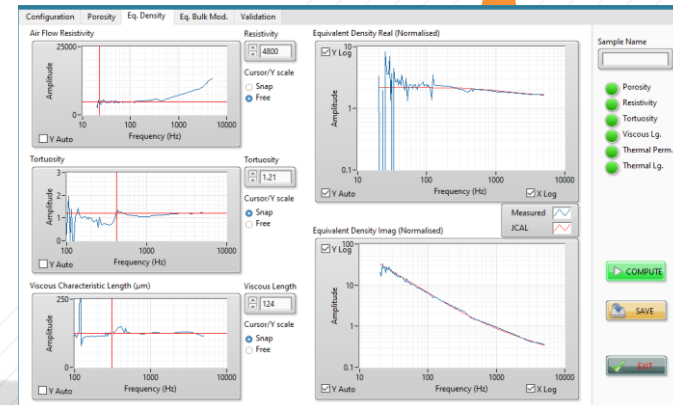 Configuration Porosity Eq. Density Eq. Bulk Mod. Validation
Air Flow Resistivity
25000
Amplitude
0
10 100 1000 10000
Frequency (Hz)
Y Auto
Resistivity
4800
Cursor/Y scale
Snap
Free
Tortuosity
3
2
1
0
Amplitude
100 1000 10000
Frequency (Hz)
Y Auto
Tortuosity
1.21
Cursor/Y scale
Snap
Free
Viscous Characteristic Length (µm)
250
Amplitude
0
100 1000 10000
Frequency (Hz)
Y Auto
Viscous Length
124
Cursor/Y scale
Snap
Free
Equivalent Density Real (Normalised)
10
Y Log
1
0.1
Amplitude
10 100 1000 10000
Y Auto Frequency (Hz) X Log
Measured
JCAL
Equivalent Density Imag (Normalised)
100
Y Log
10
1
0.1
Amplitude
10 100 1000 10000
Y Auto Frequency (Hz) X Log
Sample Name
Porosity
Resistivity
Tortuosity
Viscous Lg.
Thermal Perm.
Thermal Lg.
COMPUTE
SAVE
EXIT